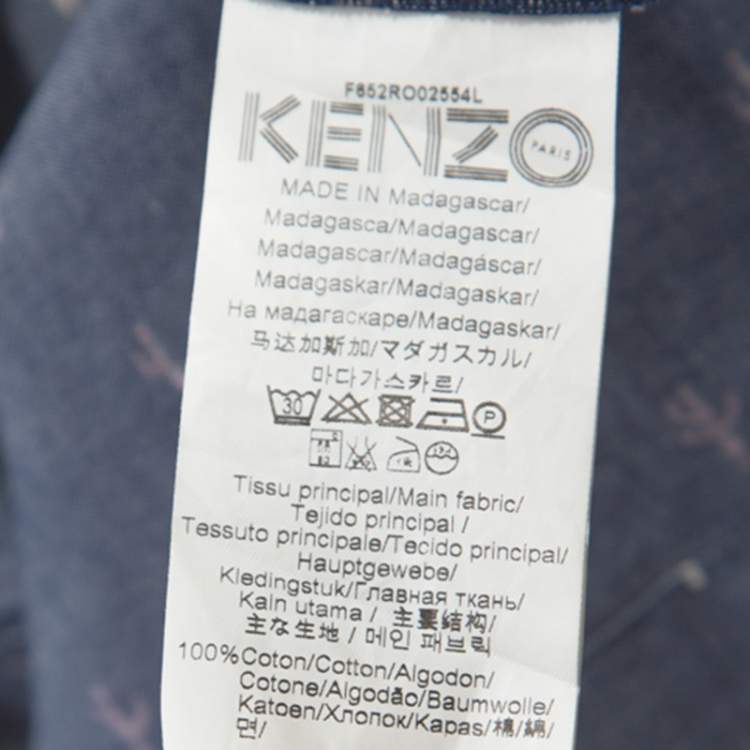 F652RO02554L
KENZO
PARIS
MADE IN Madagascar/
Madagasca/Madagascar/
Madagascar/Madagáscar/
Madagaskar/Madagaskar/
На мадагаскаре/Madagaskar/
马达加斯加/マダガスカル/
마다가스카르/
30 P
Tissu principal/Main fabric/
Tejido principal /
Tessuto principale/Tecido principal/
Hauptgewebe/
Kledingstuk/Главная ткань/
Kain utama / 主要结构/
主な生地 / 메인 패브릭
100%Coton/Cotton/Algodon/
Cotone/Algodão/Baumwolle/
Katoen/Хлопок/Kapas/棉/綿/
면/